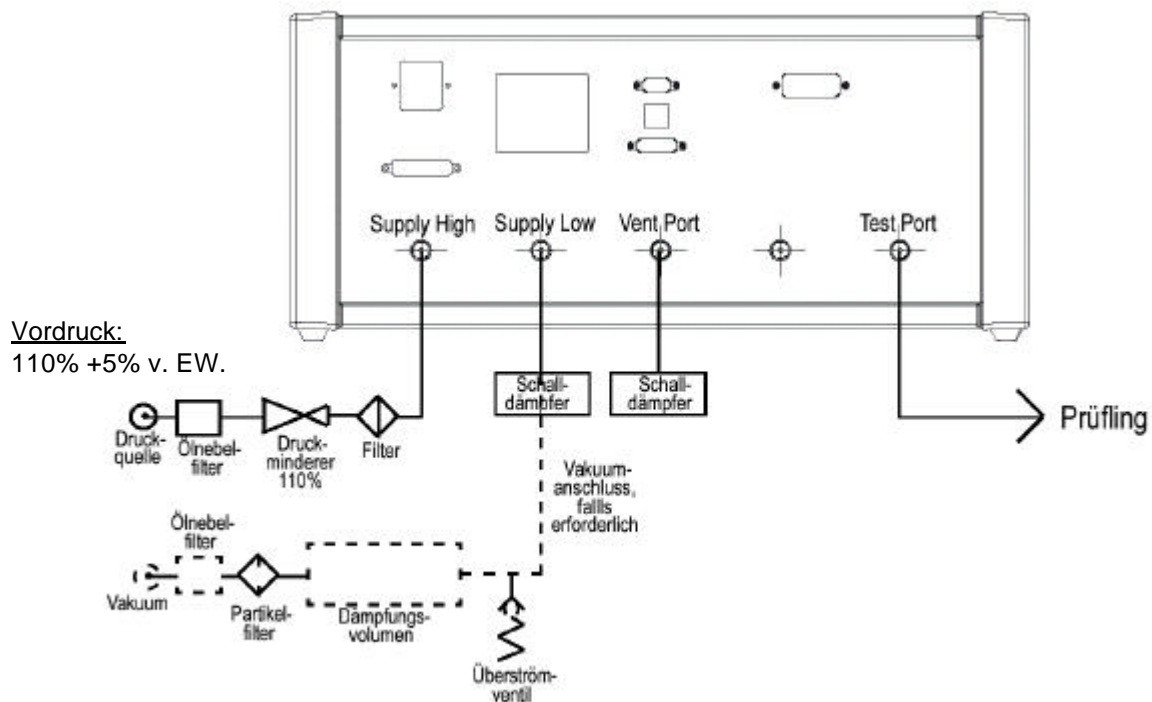 Supply High
Supply Low
Vent Port
Test Port
Vordruck:
110% +5% v. EW.
Schall-
dämpfer
Schall-
dämpfer
Prüfling
Druck-
quelle
Ölnebel-
filter
Druck-
minderer
110%
Filter
Vakuum-
anschluss,
fallls
erforderlich
Ölnebel-
filter
Vakuum
Partikel-
filter
Dämpfungs-
volumen
Überström-
ventil